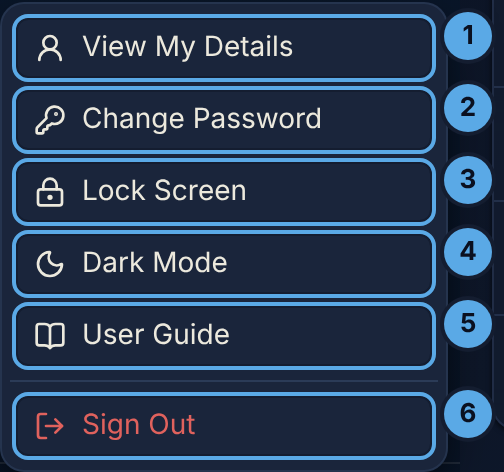 View My Details 1
Change Password 2
Lock Screen 3
Dark Mode 4
User Guide 5
Sign Out 6